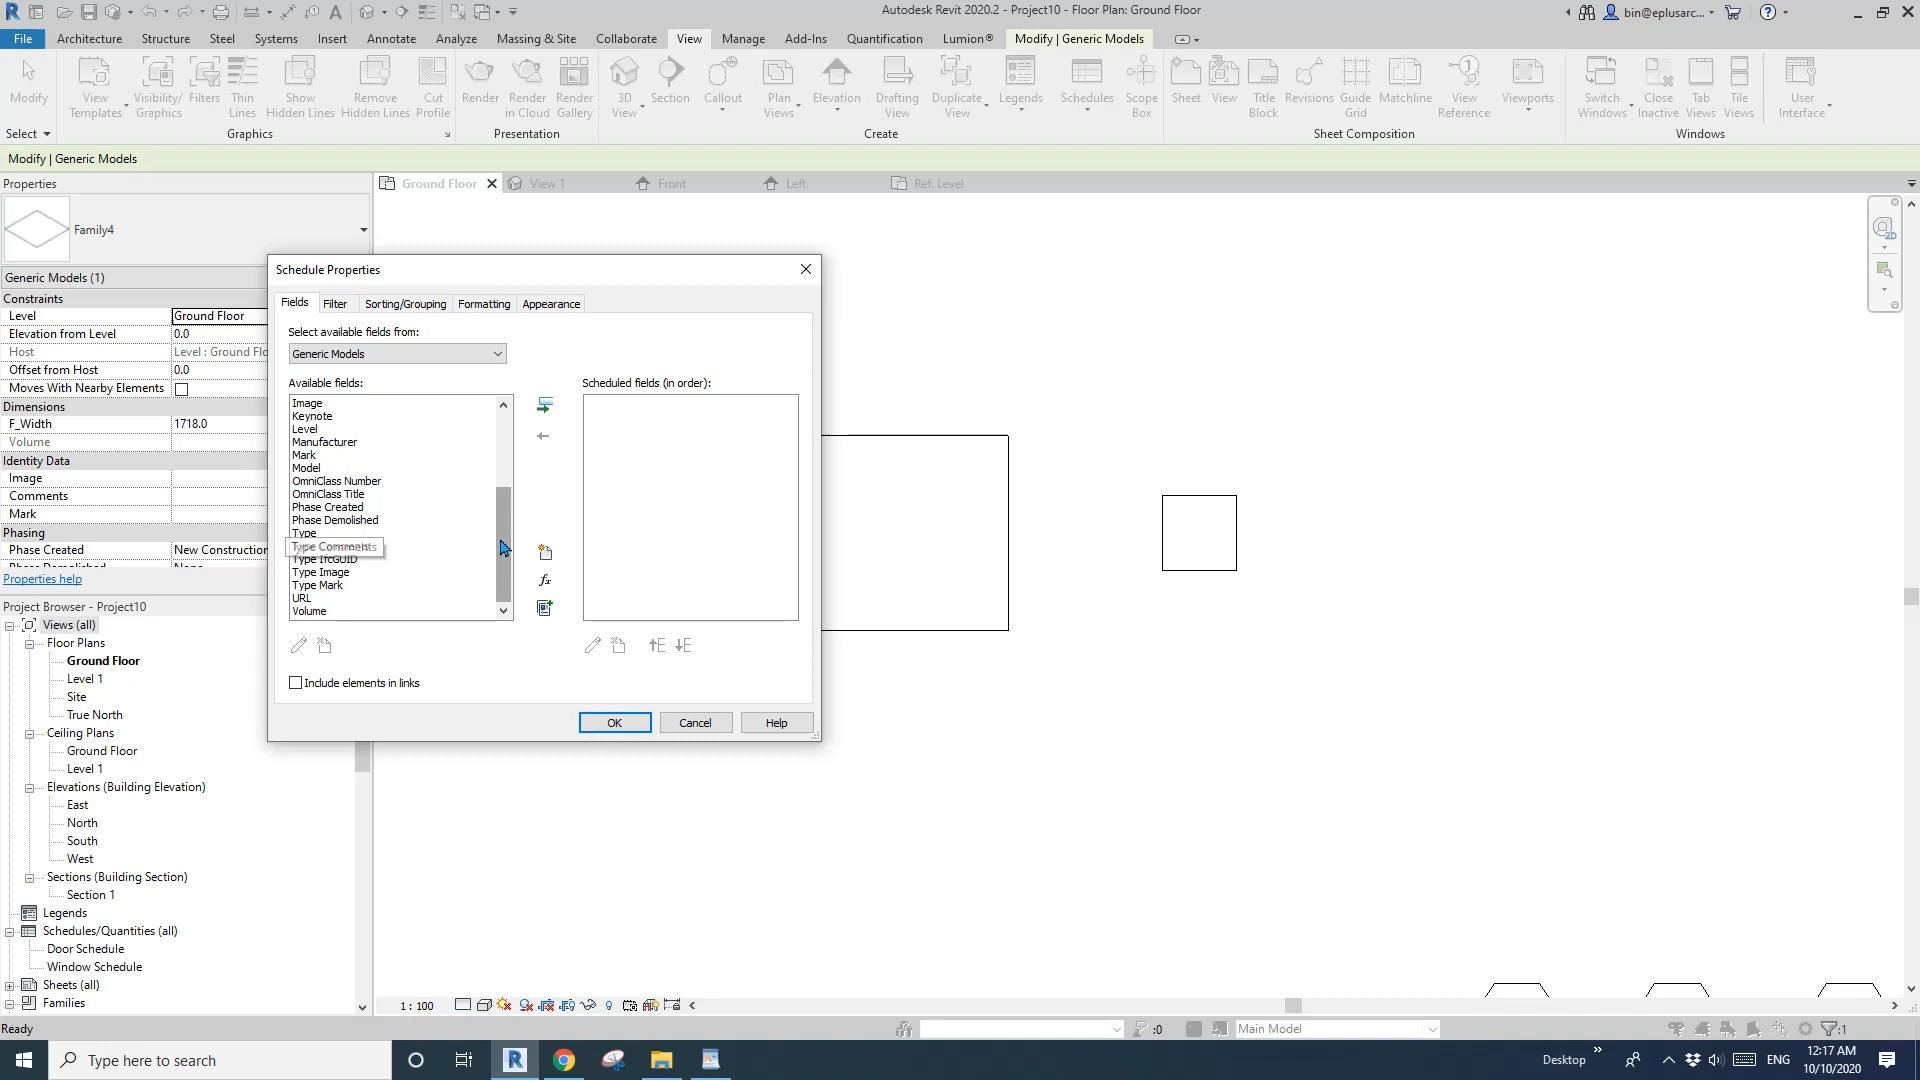 Autodesk Revit 2020.2 - Project10 - Floor Plan: Ground Floor
bin@eplusarc...
File Architecture Structure Steel Systems Insert Annotate Analyze Massing & Site Collaborate View Manage Add-Ins Quantification Lumion® Modify | Generic Models
Modify
View Templates
Visibility/ Graphics
Filters
Thin Lines
Show Hidden Lines
Remove Hidden Lines
Cut Profile
Render
Render in Cloud
Render Gallery
3D View
Section
Callout
Plan Views
Elevation
Drafting View
Duplicate View
Legends
Schedules
Scope Box
Sheet
View
Title Block
Revisions
Guide Grid
Matchline
View Reference
Viewports
Switch Windows
Close Inactive
Tab Views
Tile Views
User Interface
Select Graphics Presentation Create Sheet Composition Windows
Modify | Generic Models
Properties
Ground Floor View 1 Front Left Ref. Level
Family4
Generic Models (1)
Constraints
Level Ground Floor
Elevation from Level 0.0
Host Level : Ground Flo
Offset from Host 0.0
Moves With Nearby Elements
Dimensions
F_Width 1718.0
Volume
Identity Data
Image
Comments
Mark
Phasing
Phase Created New Construction
Properties help
Schedule Properties
Fields Filter Sorting/Grouping Formatting Appearance
Select available fields from:
Generic Models
Available fields:
Scheduled fields (in order):
Image
Keynote
Level
Manufacturer
Mark
Model
OmniClass Number
OmniClass Title
Phase Created
Phase Demolished
Type
Type Comments
Type IfcGUID
Type Image
Type Mark
URL
Volume
fx
Include elements in links
OK Cancel Help
Project Browser - Project10
Views (all)
Floor Plans
Ground Floor
Level 1
Site
True North
Ceiling Plans
Ground Floor
Level 1
Elevations (Building Elevation)
East
North
South
West
Sections (Building Section)
Section 1
Legends
Schedules/Quantities (all)
Door Schedule
Window Schedule
Sheets (all)
Families
2D
1 : 100
Ready
:0
Main Model
:1
Type here to search
Desktop
ENG
12:17 AM
10/10/2020